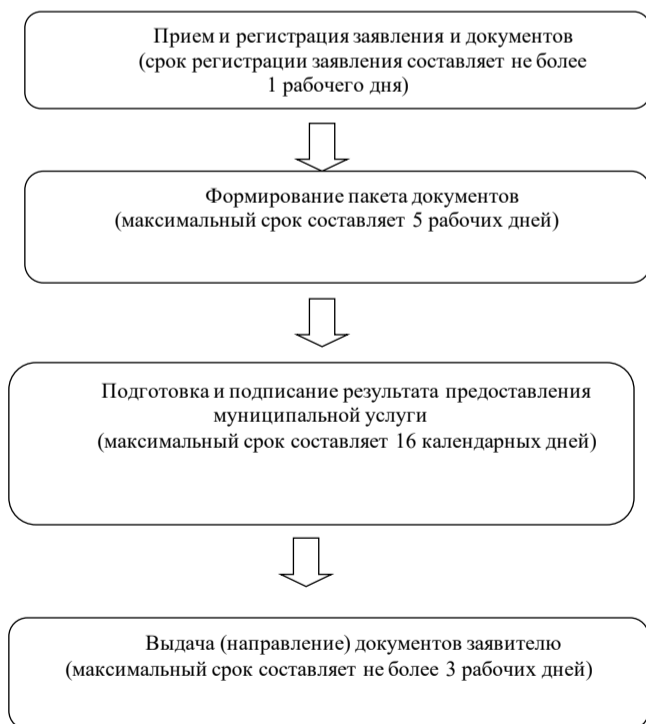 Прием и регистрация заявления и документов
(срок регистрации заявления составляет не более
1 рабочего дня)
Формирование пакета документов
(максимальный срок составляет 5 рабочих дней)
Подготовка и подписание результата предоставления
муниципальной услуги
(максимальный срок составляет 16 календарных дней)
Выдача (направление) документов заявителю
(максимальный срок составляет не более 3 рабочих дней)